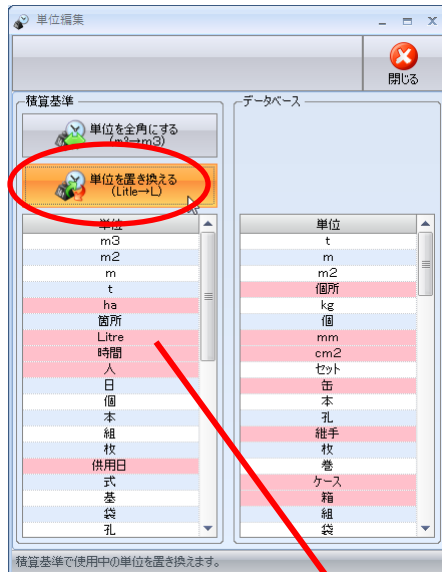 単位編集
閉じる
積算基準
単位を全角にする
(m²→m3)
単位を置き換える
(Litle→L)
単位
m3
m2
m
t
ha
箇所
Litre
時間
人
日
個
本
組
枚
供用日
式
基
袋
孔
データベース
単位
t
m
m2
個所
kg
個
mm
cm2
セット
缶
本
孔
継手
枚
巻
ケース
箱
組
袋
積算基準で使用中の単位を置き換えます。